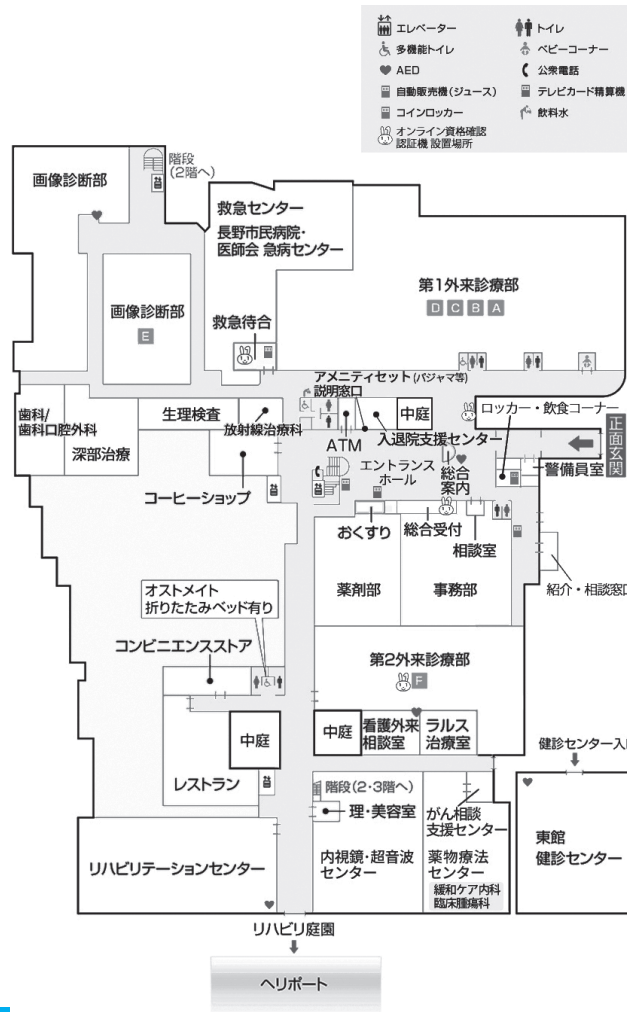 エレベーター
トイレ
多機能トイレ
ベビーコーナー
AED
公衆電話
自動販売機(ジュース)
テレビカード精算機
コインロッカー
飲料水
オンライン資格確認
認証機 設置場所
階段
(2階へ)
画像診断部
救急センター
長野市民病院・
医師会 急病センター
第1外来診療部
D C B A
画像診断部
E
救急待合
アメニティセット(パジャマ等)
説明窓口
歯科/
歯科口腔外科
生理検査
放射線治療科
深部治療
ATM
中庭
入退院支援センター
ロッカー・飲食コーナー
正面玄関
警備員室
エントランス
ホール
総合
案内
コーヒーショップ
おくすり
総合受付
相談室
薬剤部
事務部
紹介・相談窓口
オストメイト
折りたたみベッド有り
コンビニエンスストア
第2外来診療部
F
中庭
中庭
看護外来
相談室
ラルス
治療室
レストラン
健診センター入
階段(2・3階へ)
理・美容室
がん相談
支援センター
リハビリテーションセンター
内視鏡・超音波
センター
薬物療法
センター
緩和ケア内科
臨床腫瘍科
東館
健診センター
リハビリ庭園
ヘリポート